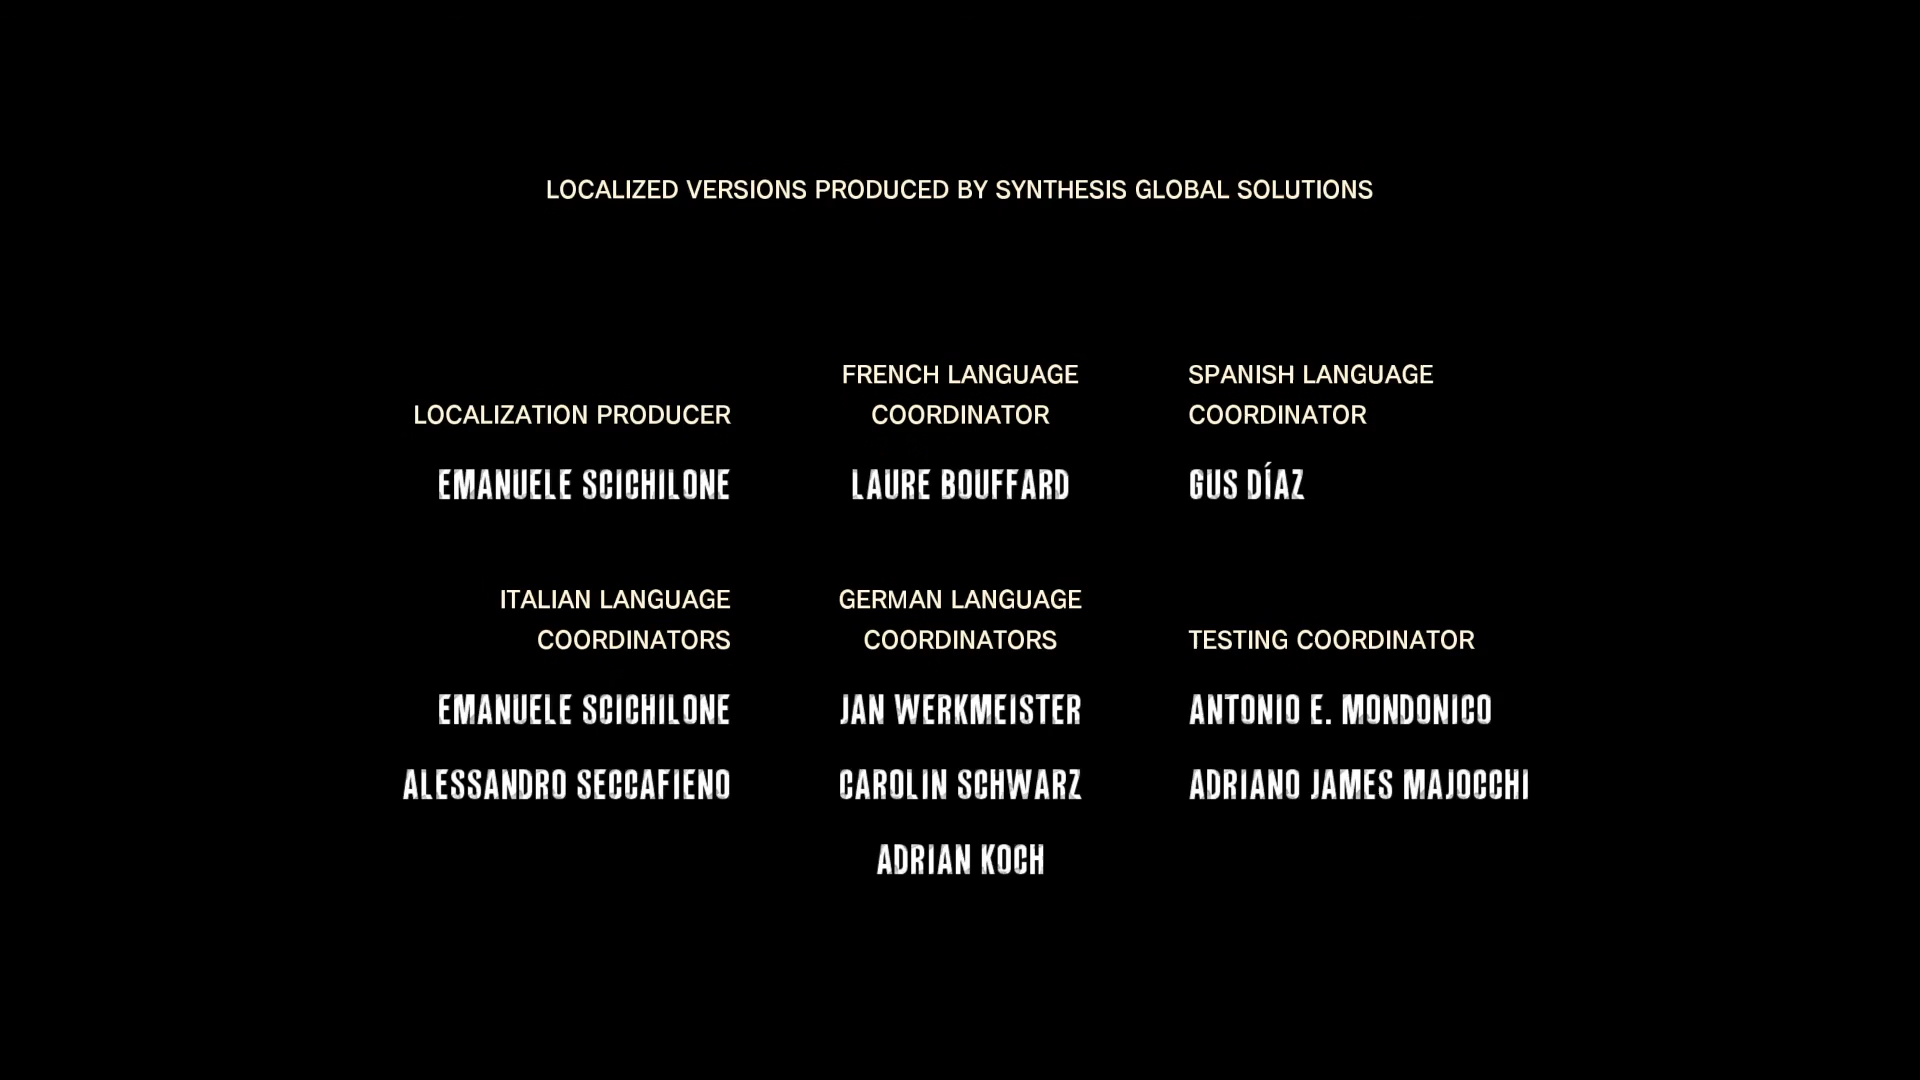 LOCALIZED VERSIONS PRODUCED BY SYNTHESIS GLOBAL SOLUTIONS
LOCALIZATION PRODUCER
EMANUELE SCICHILONE
FRENCH LANGUAGE
COORDINATOR
LAURE BOUFFARD
SPANISH LANGUAGE
COORDINATOR
GUS DÍAZ
ITALIAN LANGUAGE
COORDINATORS
EMANUELE SCICHILONE
ALESSANDRO SECCAFIENO
GERMAN LANGUAGE
COORDINATORS
JAN WERKMEISTER
CAROLIN SCHWARZ
ADRIAN KOCH
TESTING COORDINATOR
ANTONIO E. MONDONICO
ADRIANO JAMES MAJOCCHI